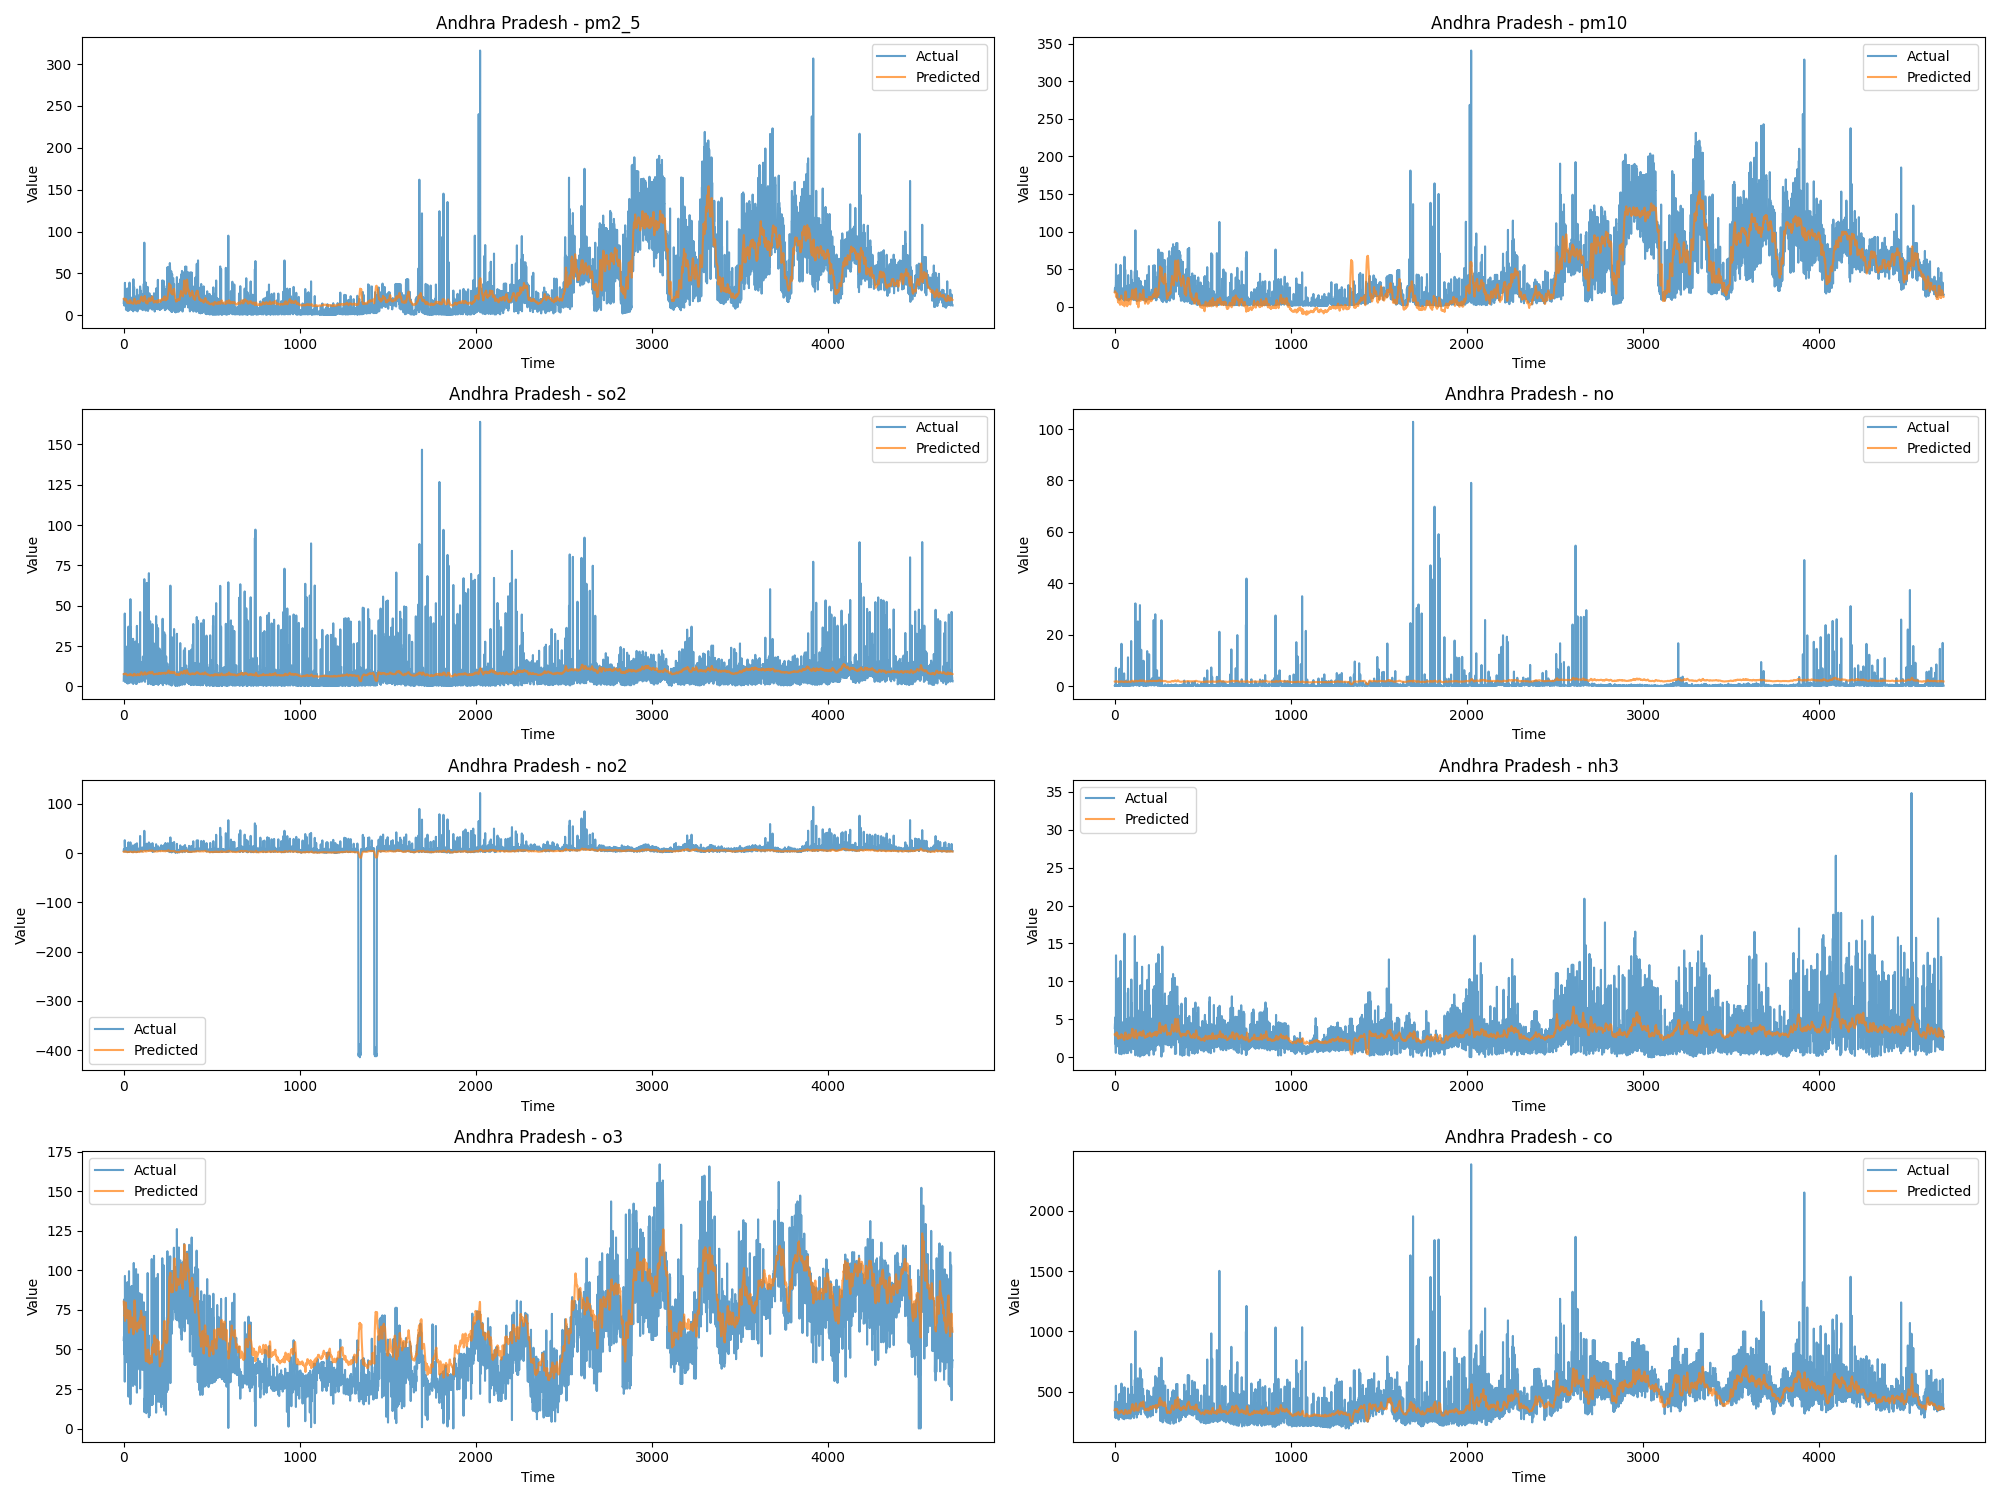 Andhra Pradesh - pm2_5
300
250
200
150
100
50
0
Value
0 1000 2000 3000 4000
Time
Actual
Predicted
Andhra Pradesh - pm10
350
300
250
200
150
100
50
0
Value
0 1000 2000 3000 4000
Time
Actual
Predicted
Andhra Pradesh - so2
150
125
100
75
50
25
0
Value
0 1000 2000 3000 4000
Time
Actual
Predicted
Andhra Pradesh - no
100
80
60
40
20
0
Value
0 1000 2000 3000 4000
Time
Actual
Predicted
Andhra Pradesh - no2
100
0
−100
−200
−300
−400
Value
0 1000 2000 3000 4000
Time
Actual
Predicted
Andhra Pradesh - nh3
35
30
25
20
15
10
5
0
Value
0 1000 2000 3000 4000
Time
Actual
Predicted
Andhra Pradesh - o3
175
150
125
100
75
50
25
0
Value
0 1000 2000 3000 4000
Time
Actual
Predicted
Andhra Pradesh - co
2000
1500
1000
500
Value
0 1000 2000 3000 4000
Time
Actual
Predicted